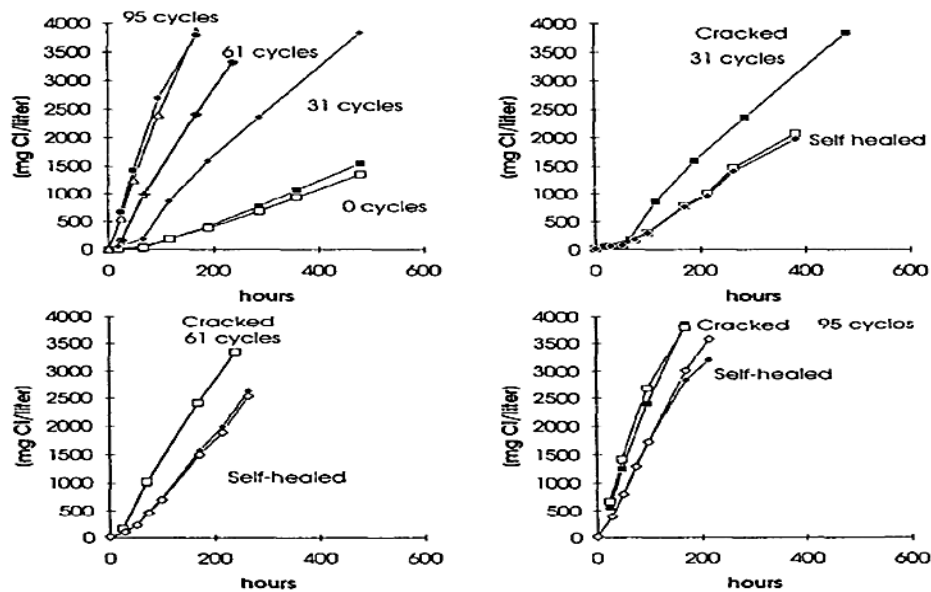 4000
3500
3000
2500
2000
1500
1000
500
0
(mg Cl/liter)
95 cycles
61 cycles
31 cycles
0 cycles
0 200 400 600
hours
4000
3500
3000
2500
2000
1500
1000
500
0
(mg Cl/liter)
Cracked
31 cycles
Self healed
0 200 400 600
hours
4000
3500
3000
2500
2000
1500
1000
500
0
(mg Cl/liter)
Cracked
61 cycles
Self-healed
0 200 400 600
hours
4000
3500
3000
2500
2000
1500
1000
500
0
(mg Cl/liter)
Cracked 95 cyclos
Self-healed
0 200 400 600
hours